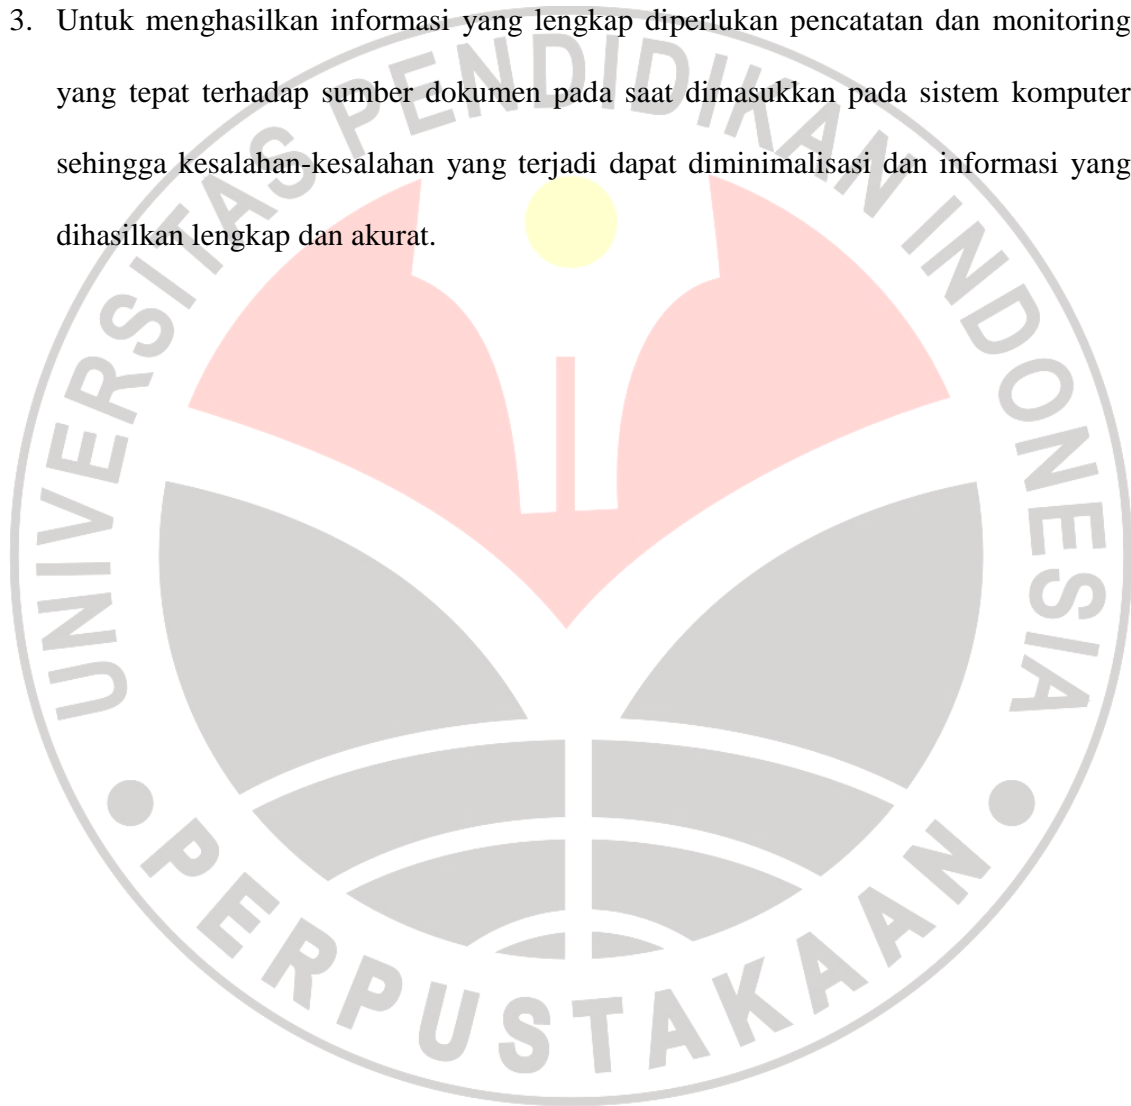 3. Untuk menghasilkan informasi yang lengkap diperlukan pencatatan dan monitoring
yang tepat terhadap sumber dokumen pada saat dimasukkan pada sistem komputer
sehingga kesalahan-kesalahan yang terjadi dapat diminimalisasi dan informasi yang
dihasilkan lengkap dan akurat.
UNIVERSITAS PENDIDIKAN INDONESIA
PERPUSTAKAAN